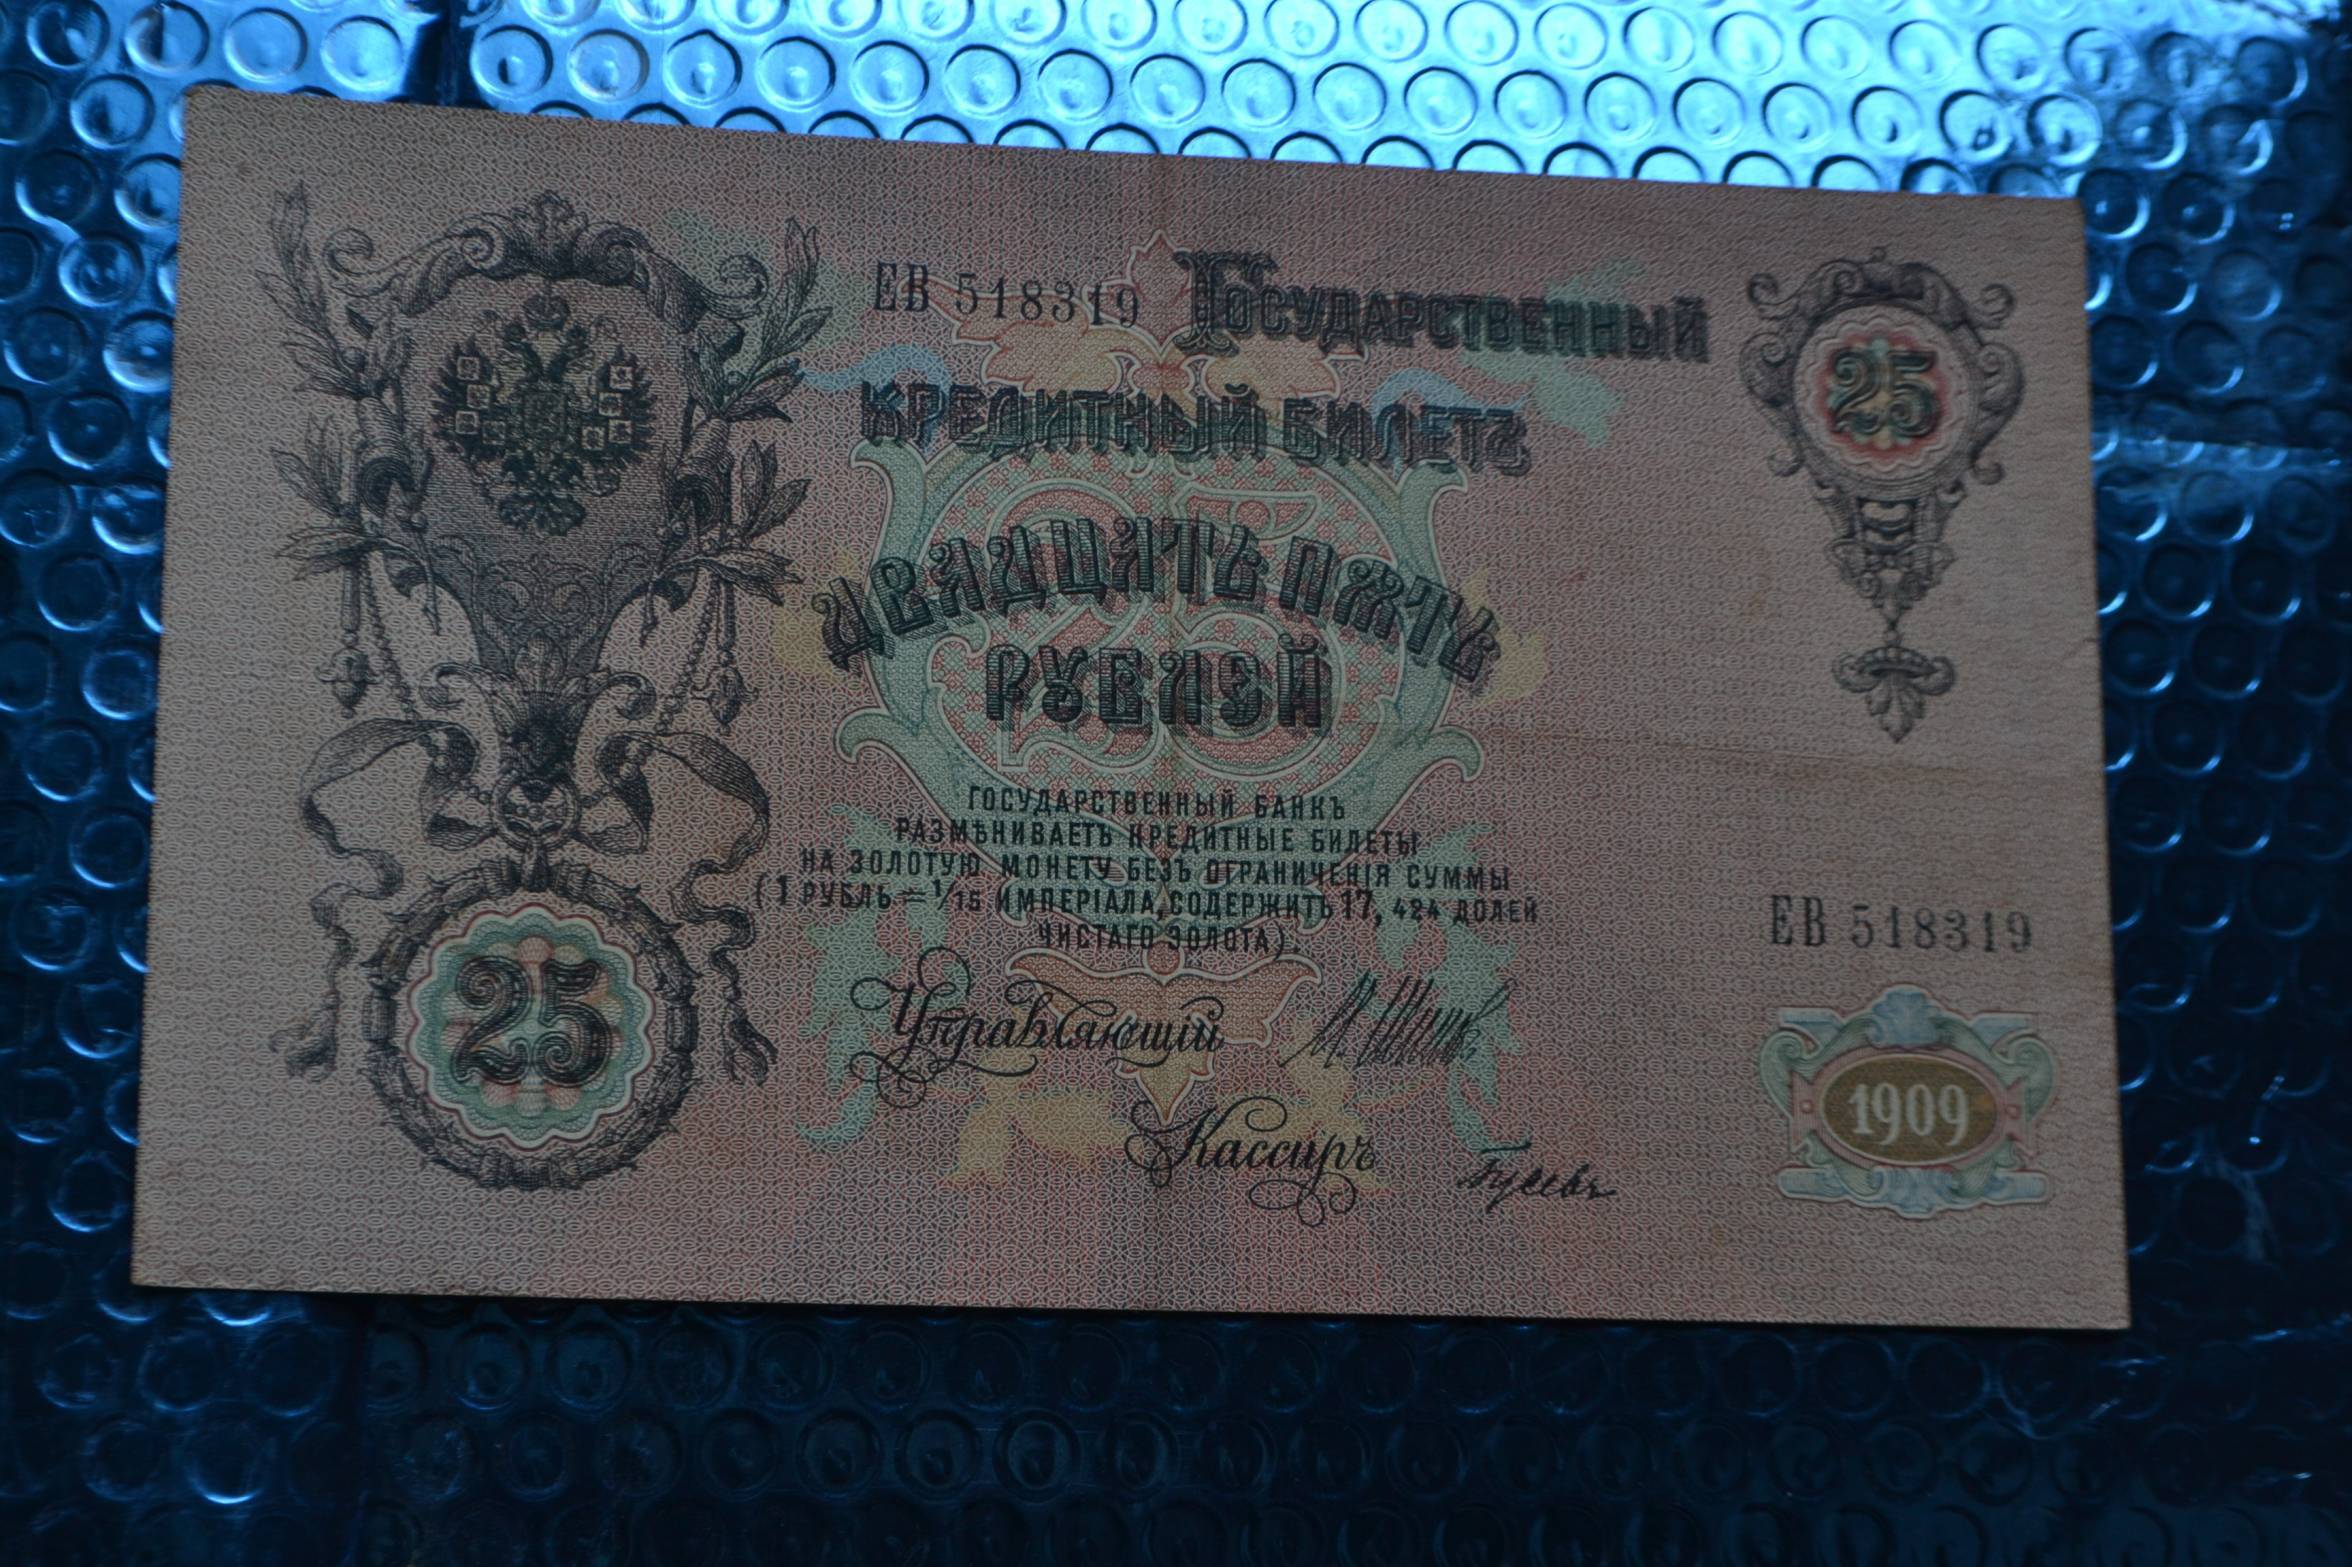 ЕВ 518319
Государственный
25
кредитный билетъ
25
двадцать пять
рублей
Государственный банкъ
размѣниваетъ кредитные билеты
на золотую монету безъ ограниченія суммы
(1 рубль = 1/15 имперіала, содержитъ 17, 424 долей
чистаго золота).
ЕВ 518319
25
Управляющій
Кассиръ
1909